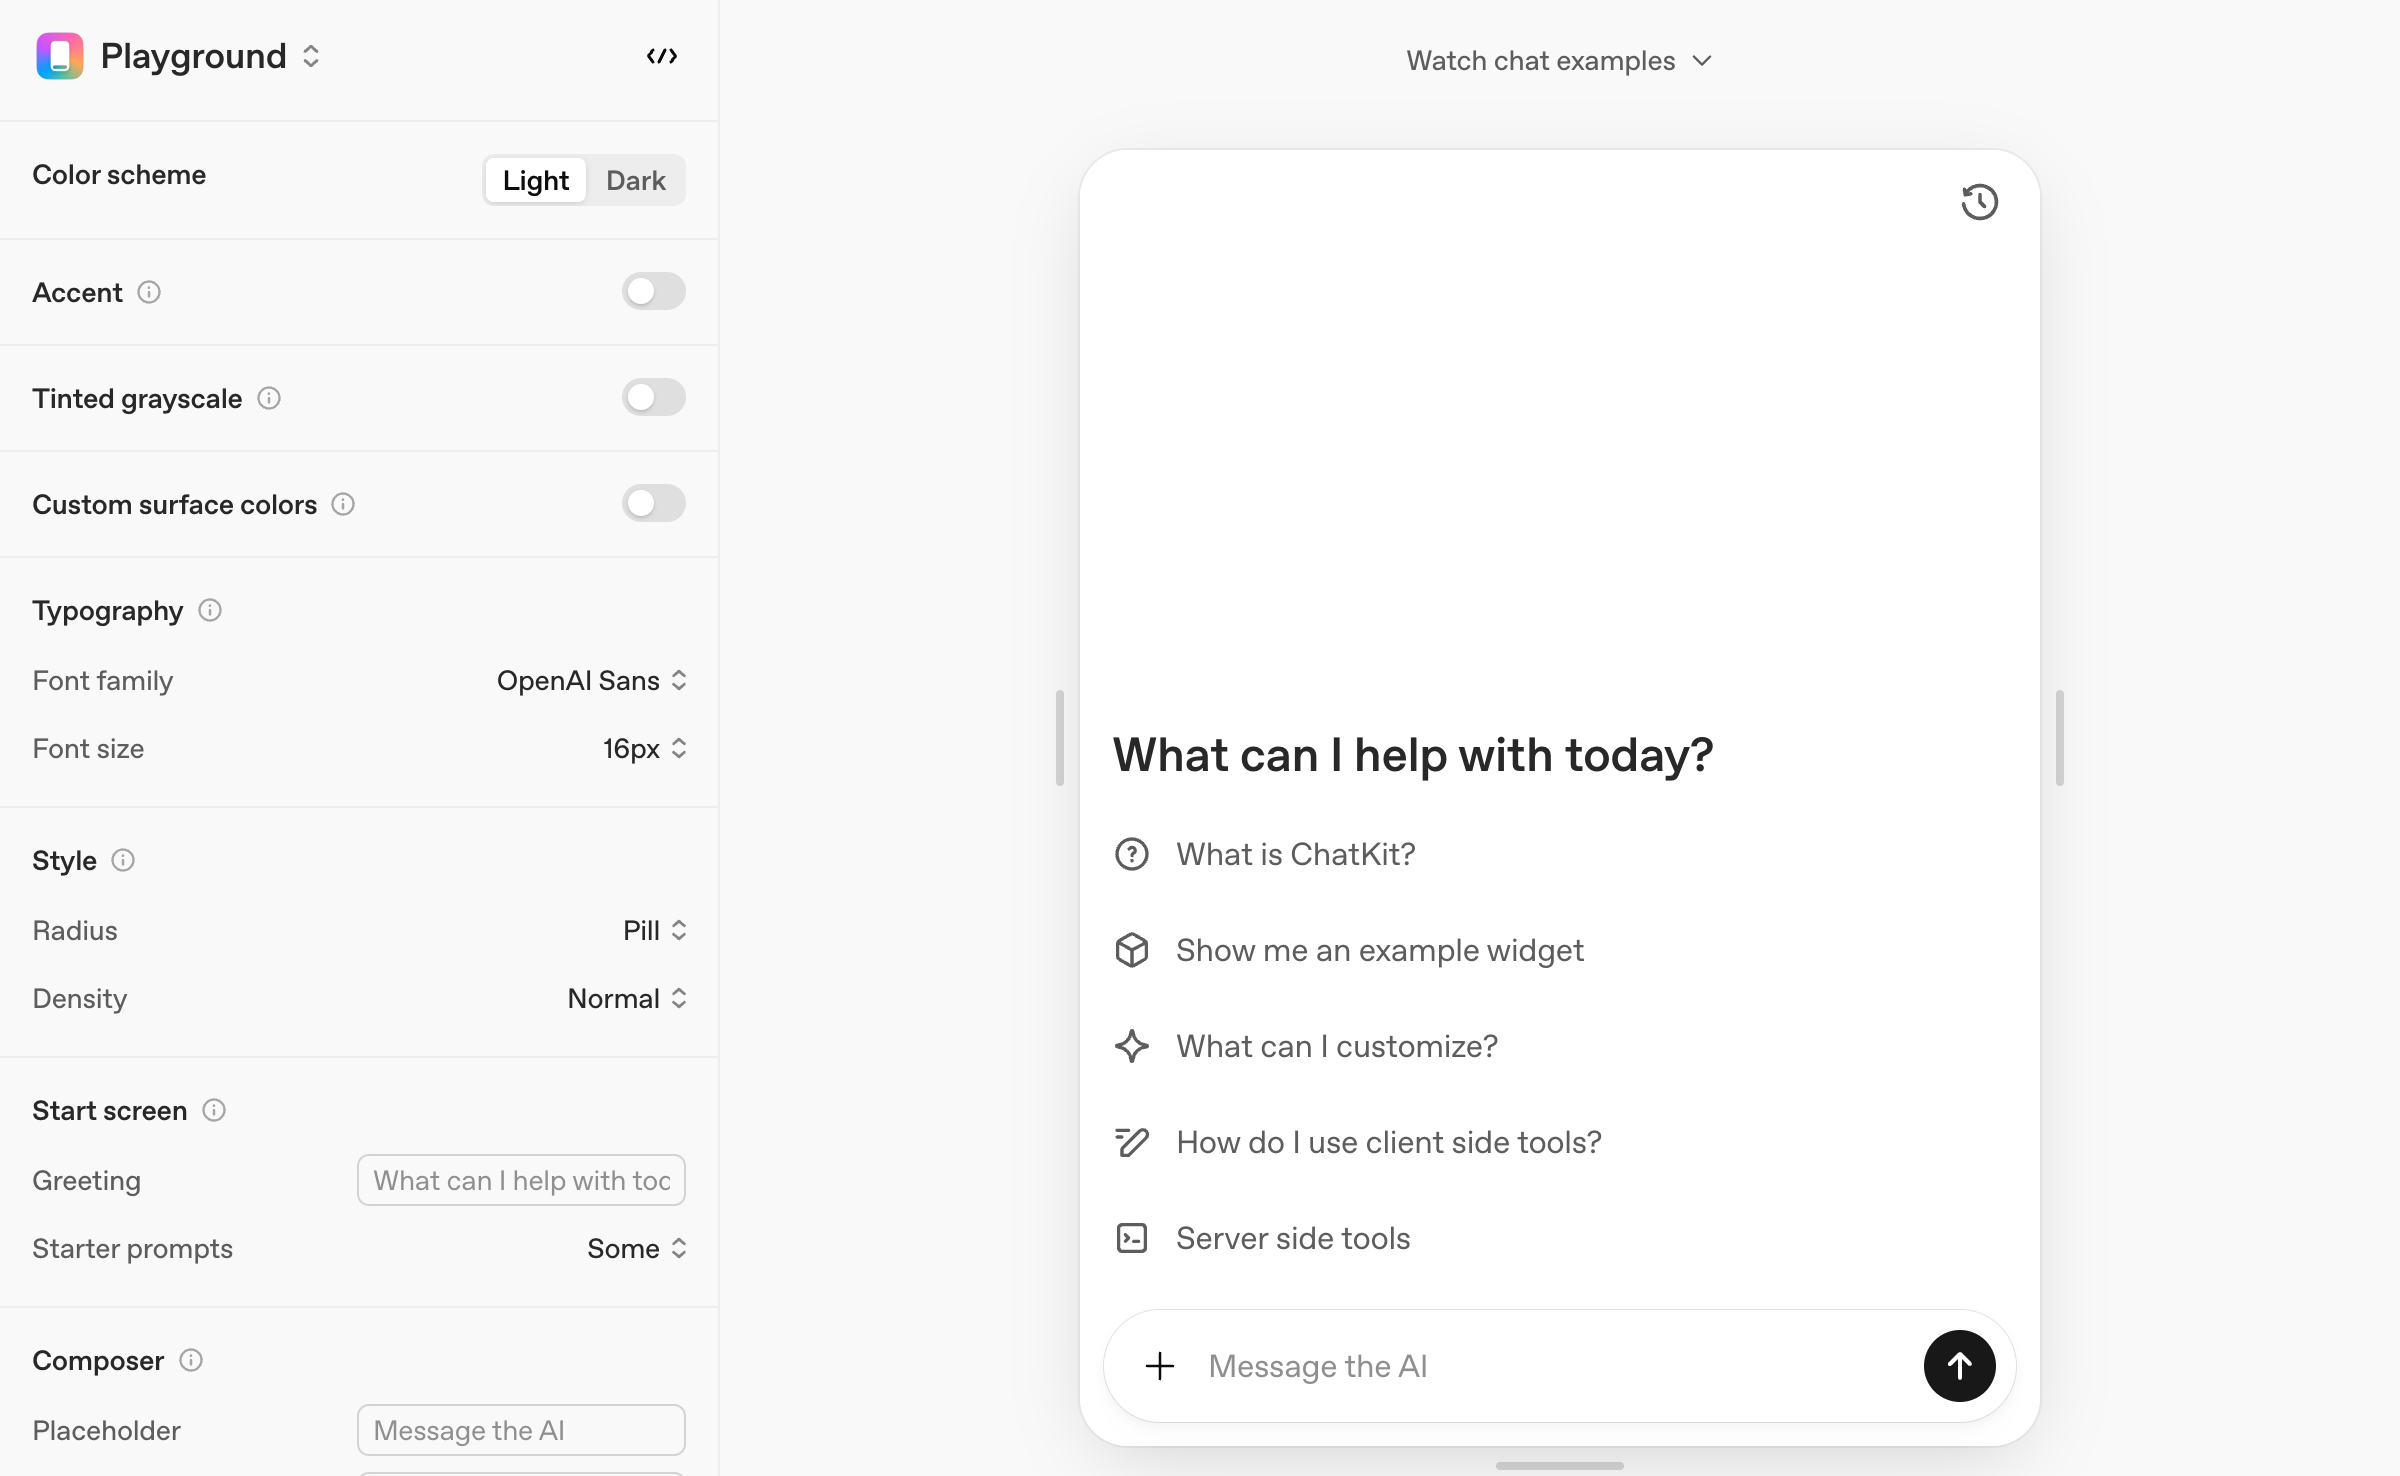 Playground
Color scheme
Light
Dark
Accent
Tinted grayscale
Custom surface colors
Typography
Font family
OpenAI Sans
Font size
16px
Style
Radius
Pill
Density
Normal
Start screen
Greeting
What can I help with toc
Starter prompts
Some
Composer
Placeholder
Message the AI
Watch chat examples
What can I help with today?
What is ChatKit?
Show me an example widget
What can I customize?
How do I use client side tools?
Server side tools
Message the AI